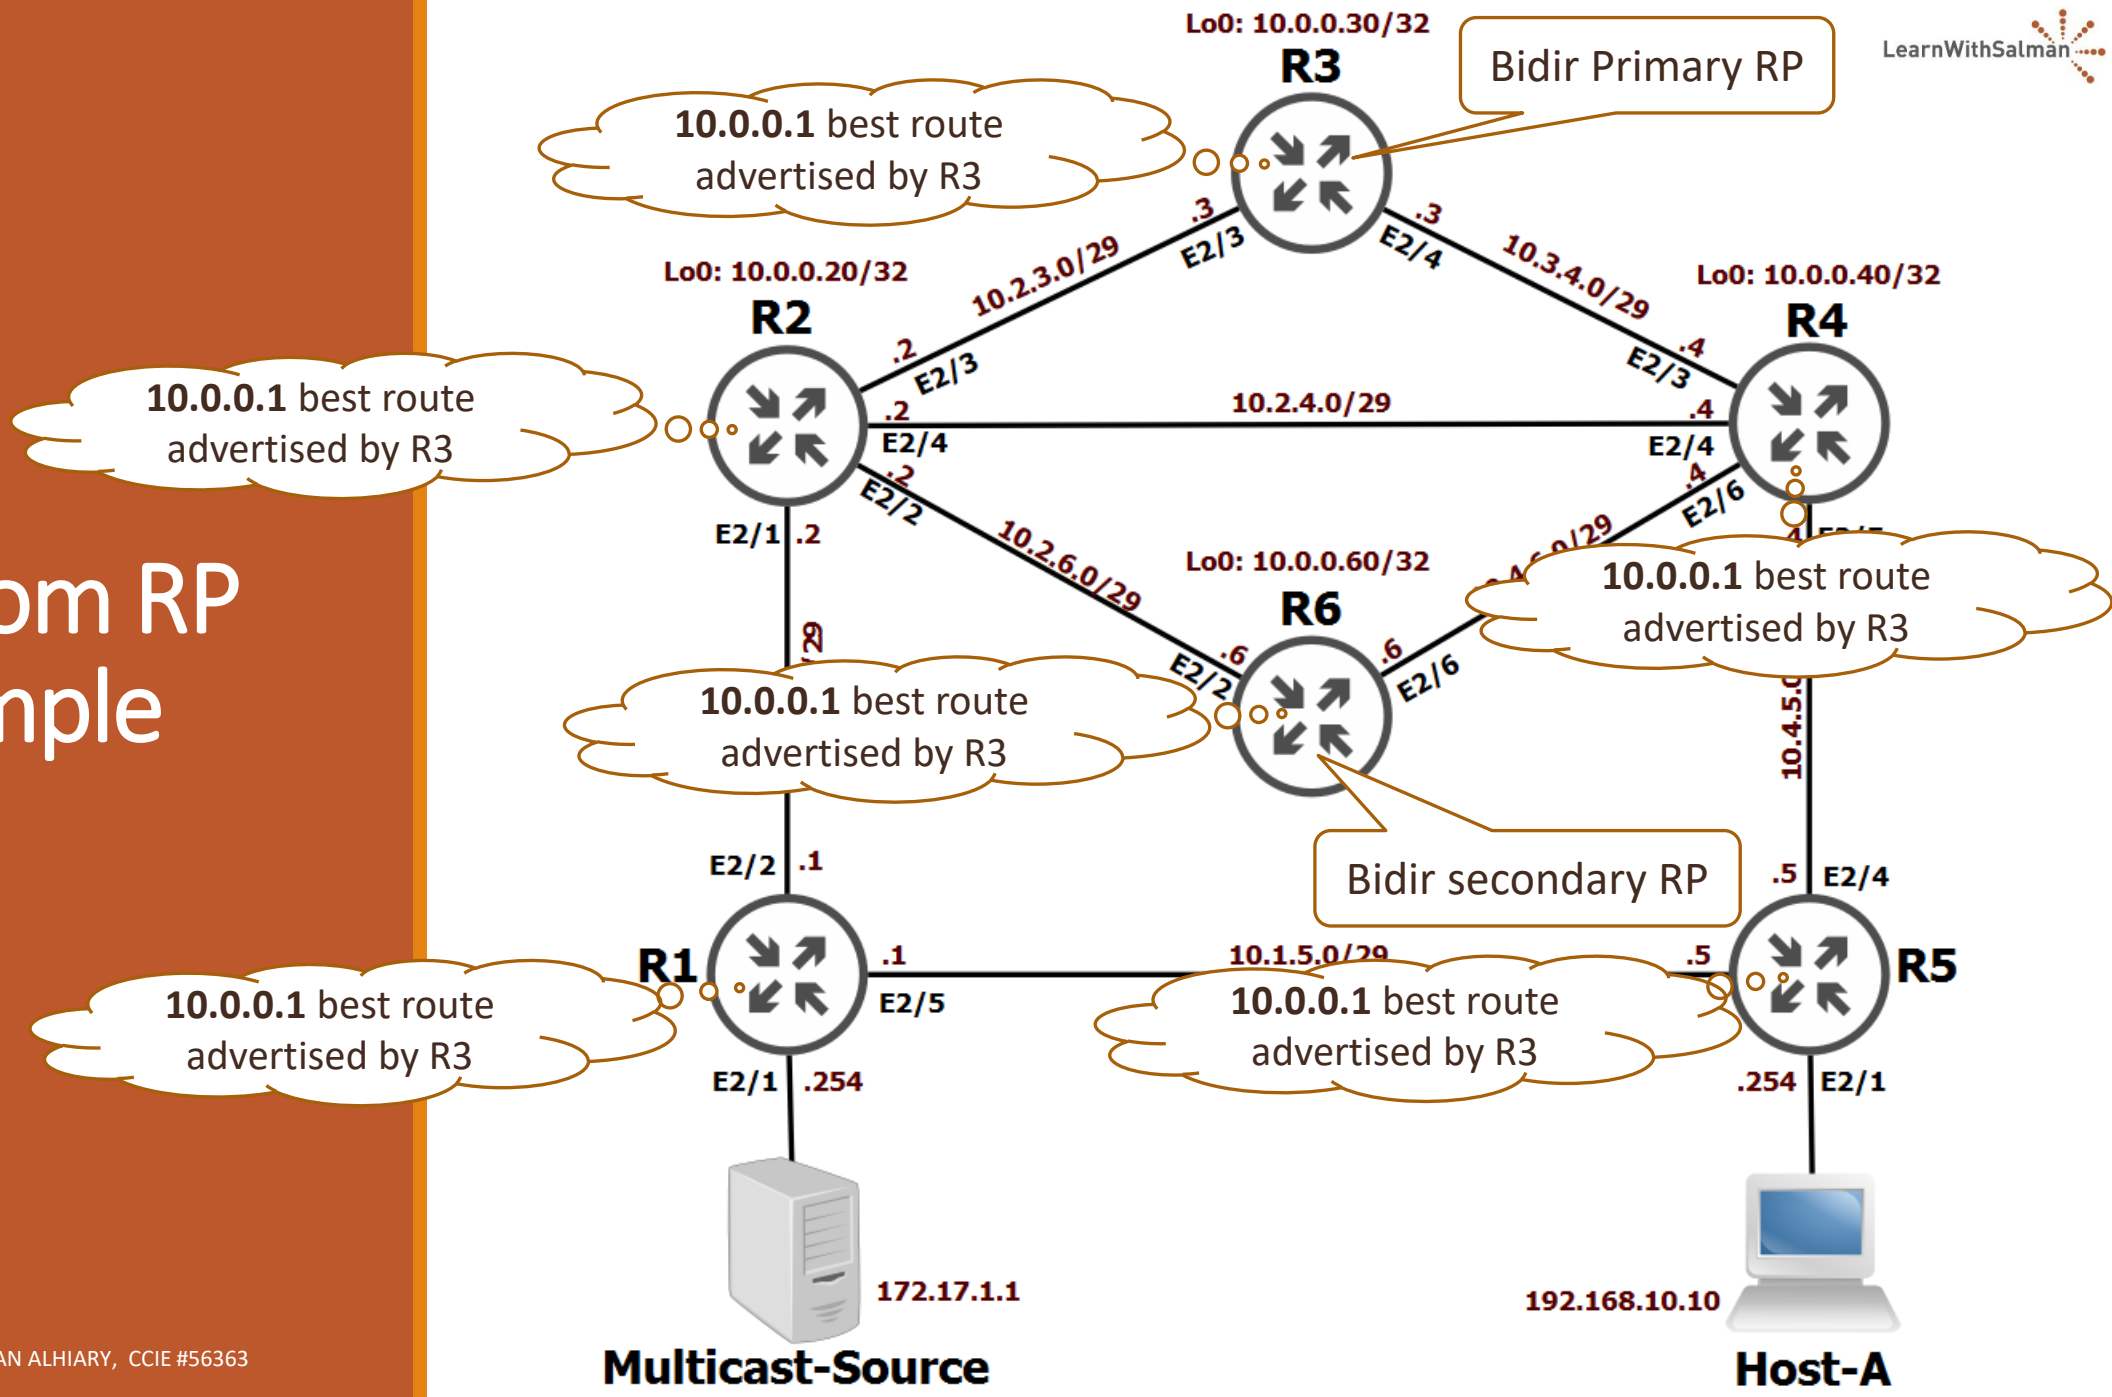 Lo0: 10.0.0.30/32
R3
Bidir Primary RP
LearnWithSalman
10.0.0.1 best route
advertised by R3
.3
E2/3
.3
E2/4
10.2.3.0/29
10.3.4.0/29
Lo0: 10.0.0.20/32
R2
Lo0: 10.0.0.40/32
R4
.2
E2/3
.4
E2/3
10.0.0.1 best route
advertised by R3
.2
E2/4
10.2.4.0/29
.4
E2/4
.2
E2/2
.4
E2/6
E2/1
.2
10.2.6.0/29
Lo0: 10.0.0.60/32
R6
10.0.0.1 best route
advertised by R3
om RP
mple
.6
E2/2
.6
E2/6
10.0.0.1 best route
advertised by R3
10.4.5.0
E2/2
.1
Bidir secondary RP
.5
E2/4
R1
.1
E2/5
10.1.5.0/29
.5
R5
10.0.0.1 best route
advertised by R3
10.0.0.1 best route
advertised by R3
E2/1
.254
.254
E2/1
172.17.1.1
192.168.10.10
Multicast-Source
Host-A
AN ALHIARY, CCIE #56363